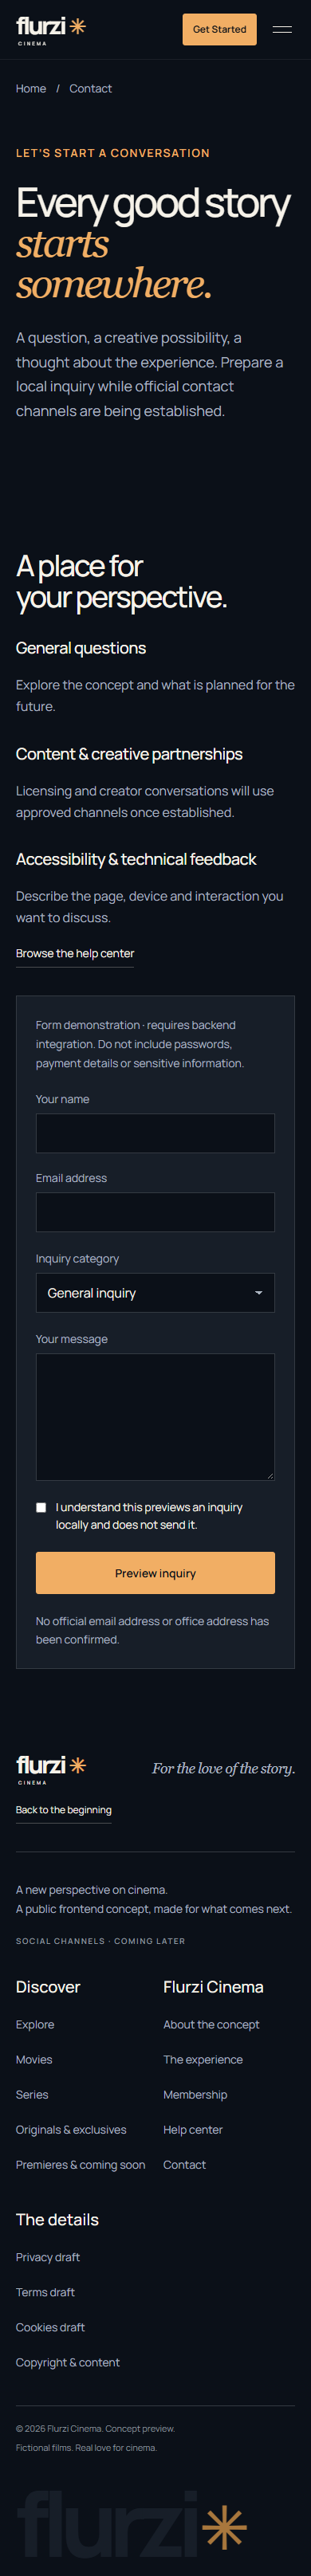 flurzi
CINEMA
Get Started
Home / Contact
LET'S START A CONVERSATION
Every good story
starts
somewhere.
A question, a creative possibility, a
thought about the experience. Prepare a
local inquiry while official contact
channels are being established.
A place for
your perspective.
General questions
Explore the concept and what is planned for the
future.
Content & creative partnerships
Licensing and creator conversations will use
approved channels once established.
Accessibility & technical feedback
Describe the page, device and interaction you
want to discuss.
Browse the help center
Form demonstration · requires backend
integration. Do not include passwords,
payment details or sensitive information.
Your name
Email address
Inquiry category
General inquiry
Your message
I understand this previews an inquiry
locally and does not send it.
Preview inquiry
No official email address or office address has
been confirmed.
flurzi
CINEMA
For the love of the story.
Back to the beginning
A new perspective on cinema.
A public frontend concept, made for what comes next.
SOCIAL CHANNELS · COMING LATER
Discover
Explore
Movies
Series
Originals & exclusives
Premieres & coming soon
Flurzi Cinema
About the concept
The experience
Membership
Help center
Contact
The details
Privacy draft
Terms draft
Cookies draft
Copyright & content
© 2026 Flurzi Cinema. Concept preview.
Fictional films. Real love for cinema.
flurzi